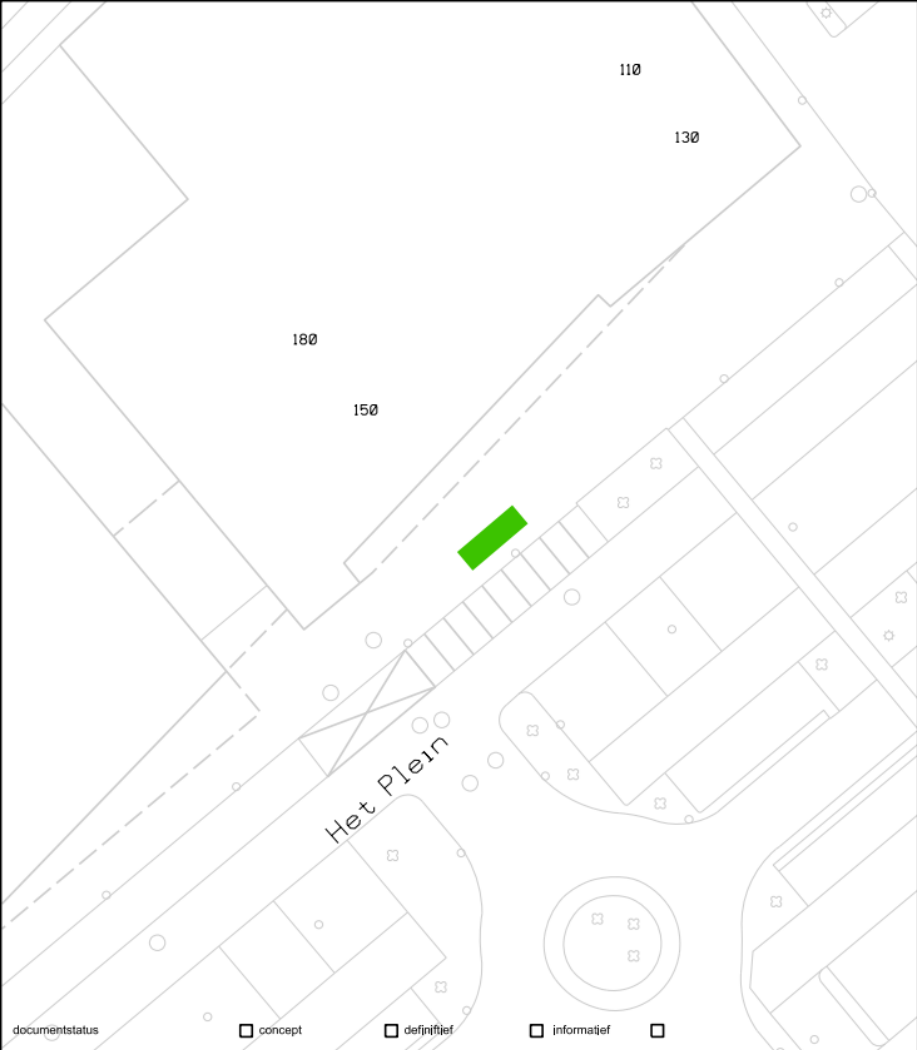 110
130
180
150
Het Plein
documentstatus concept definitief informatief